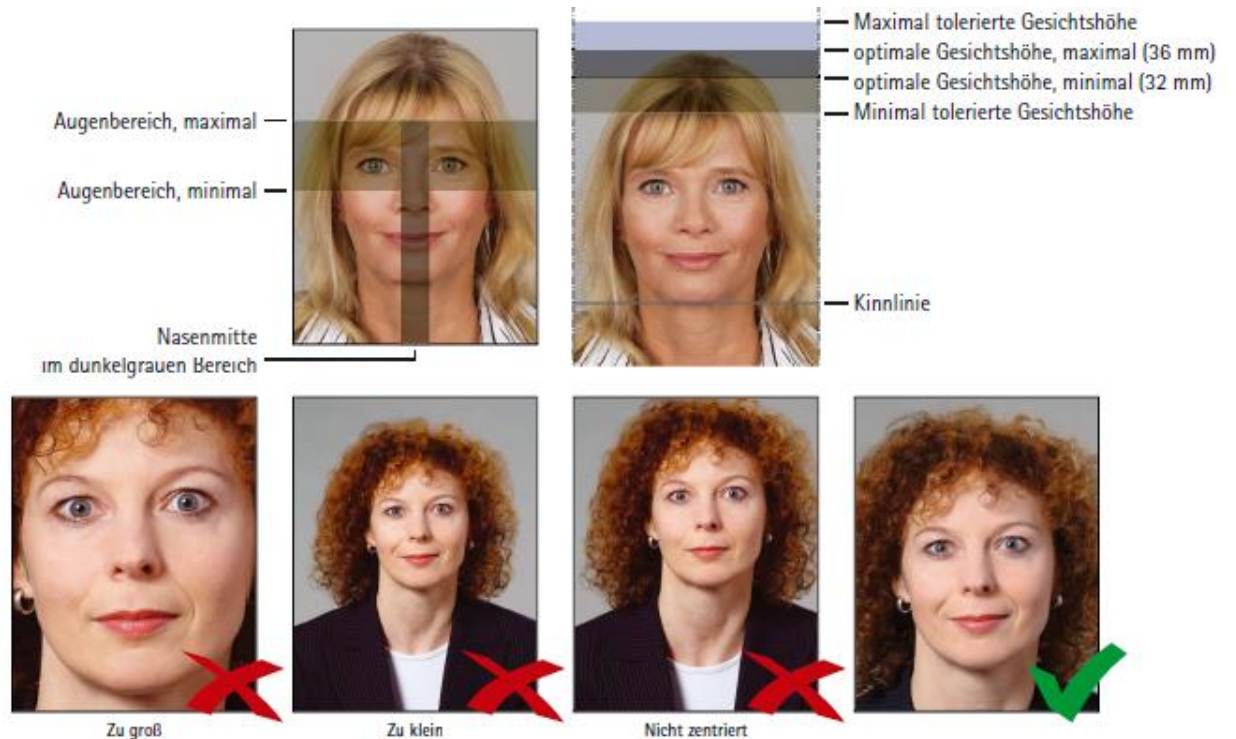 Augenbereich, maximal
Augenbereich, minimal
Nasenmitte
im dunkelgrauen Bereich
Maximal tolerierte Gesichtshöhe
optimale Gesichtshöhe, maximal (36 mm)
optimale Gesichtshöhe, minimal (32 mm)
Minimal tolerierte Gesichtshöhe
Kinnlinie
Zu groß
Zu klein
Nicht zentriert